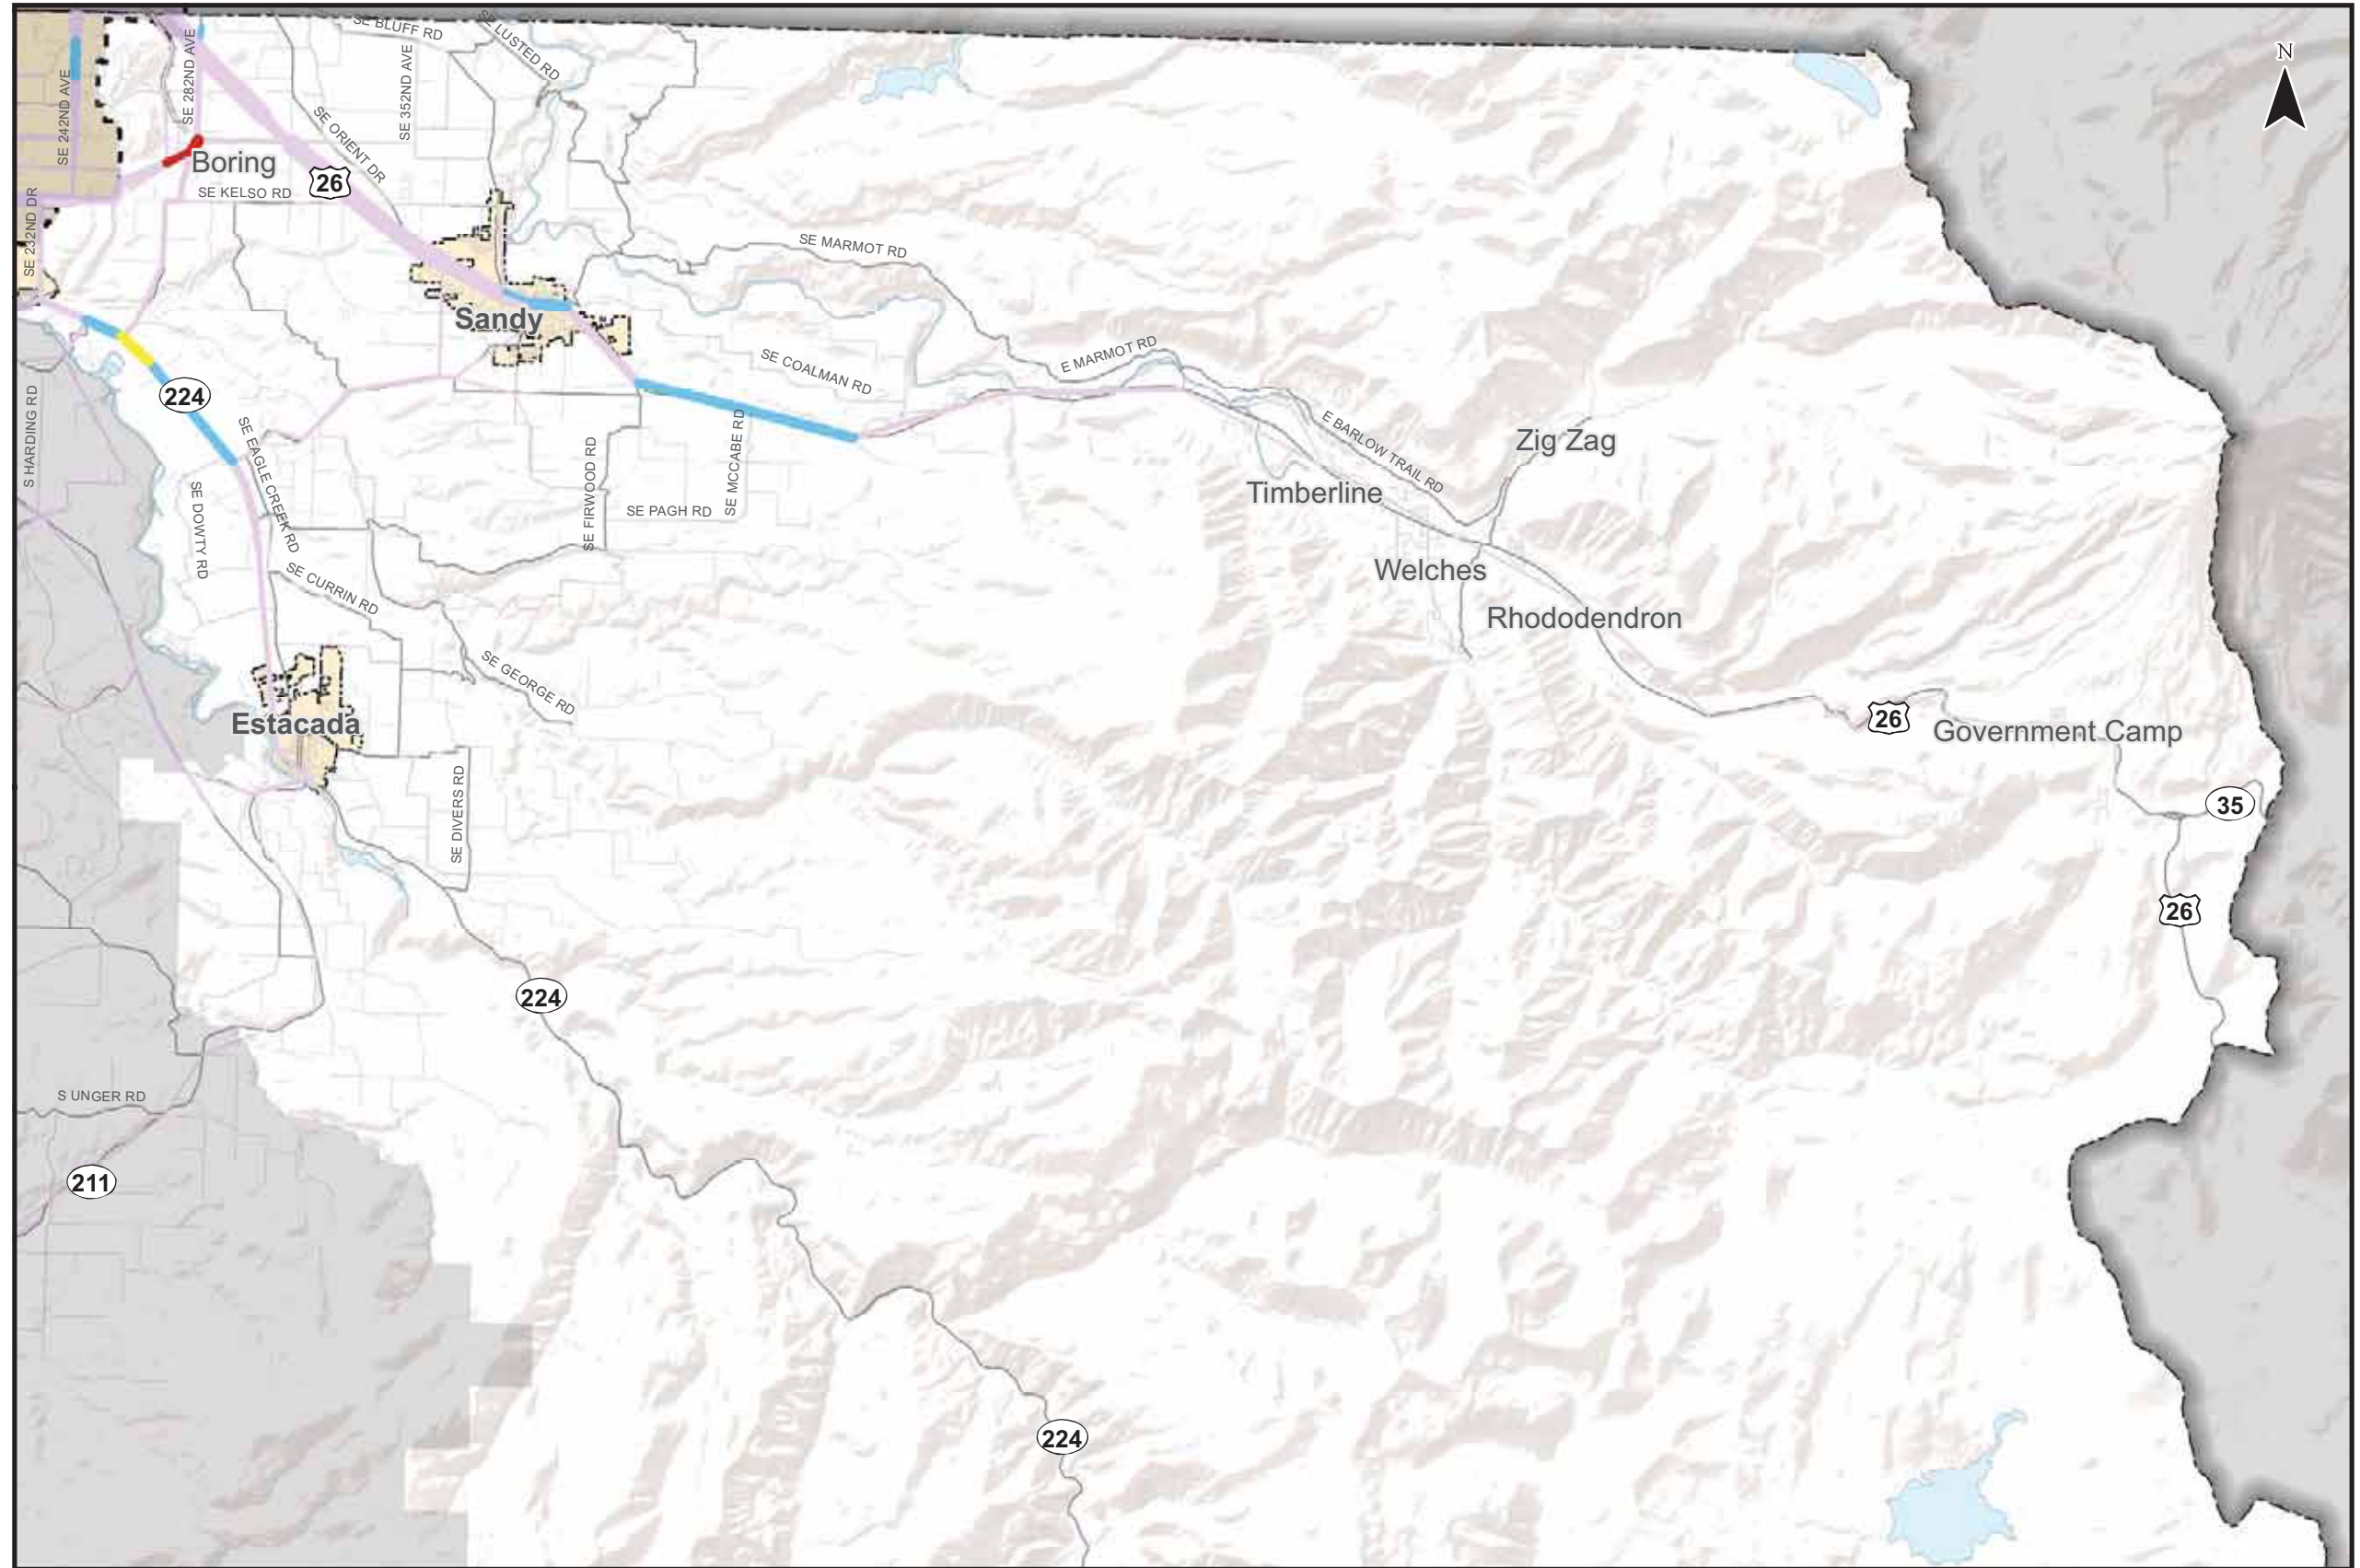 SE BLUFF RD
SE LUSTED RD
N
SE 282ND AVE
SE 352ND AVE
SE 242ND AVE
SE ORIENT DR
Boring
26
SE KELSO RD
SE 232ND DR
SE MARMOT RD
Sandy
E MARMOT RD
SE COALMAN RD
224
S HARDING RD
SE EAGLE CREEK RD
SE MCCABE RD
E BARLOW TRAIL RD
Zig Zag
SE FIRWOOD RD
Timberline
SE DOWTY RD
SE PAGH RD
Welches
SE CURRIN RD
Rhododendron
SE GEORGE RD
Estacada
26
Government Camp
SE DIVERS RD
35
26
224
S UNGER RD
211
224